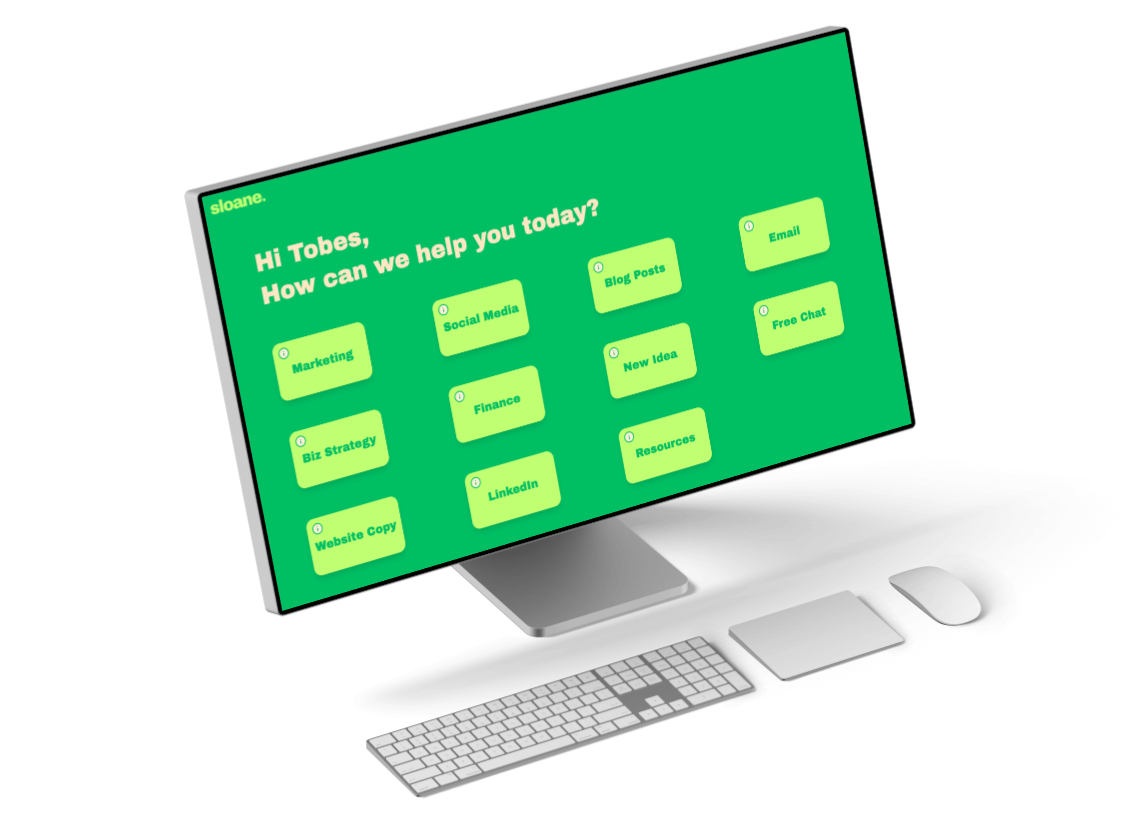 sloane.
Hi Tobes,
How can we help you today?
Marketing
Social Media
Blog Posts
Email
Biz Strategy
Finance
New Idea
Free Chat
Website Copy
LinkedIn
Resources